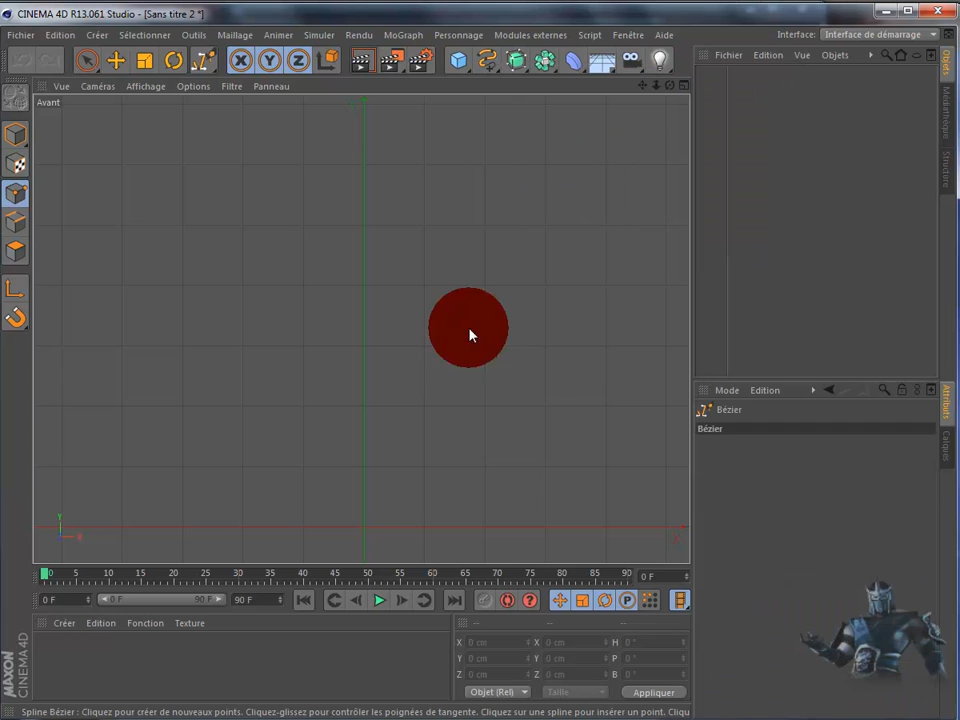 CINEMA 4D R13.061 Studio - [Sans titre 2 *]
Fichier Edition Créer Sélectionner Outils Maillage Animer Simuler Rendu MoGraph Personnage Modules externes Script Fenêtre Aide Interface: Interface de démarrage
X Y Z
Fichier Edition Vue Objets
Objets
Médiathèque
Structure
Vue Caméras Affichage Options Filtre Panneau
Avant
Y
X
Mode Edition
Bézier
Bézier
Attributs
Calques
0 5 10 15 20 25 30 35 40 45 50 55 60 65 70 75 80 85 90 0 F
0 F 0 F 90 F 90 F
Créer Edition Fonction Texture
-- -- --
X 0 cm X 0 cm H 0 °
Y 0 cm Y 0 cm P 0 °
Z 0 cm Z 0 cm B 0 °
Objet (Rel) Taille Appliquer
MAXON CINEMA 4D
Spline Bézier : Cliquez pour créer de nouveaux points. Cliquez-glissez pour contrôler les poignées de tangente. Cliquez sur une spline pour insérer un point. Cliqu